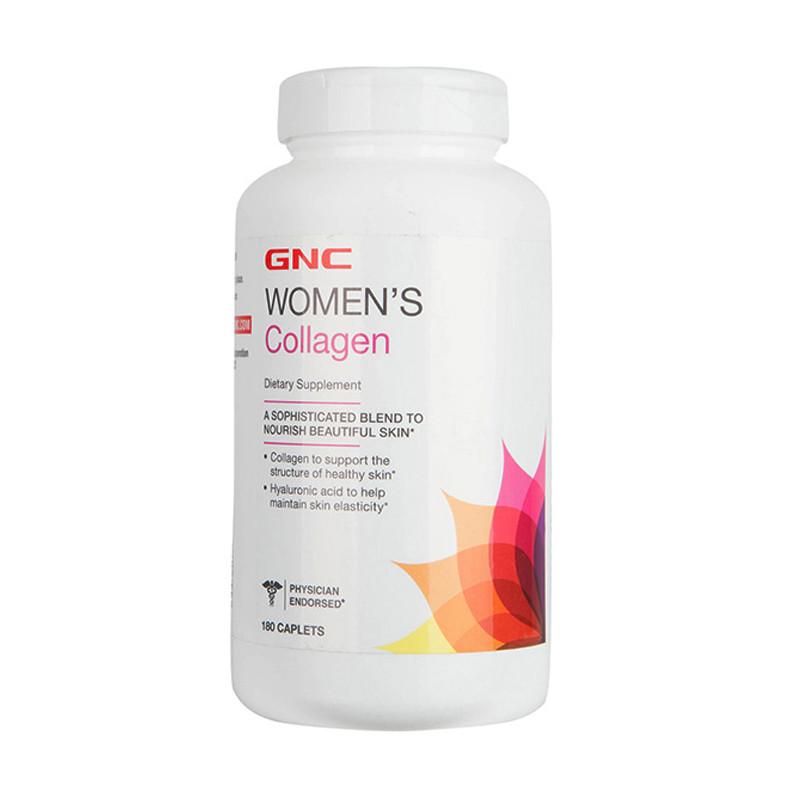 GNC
WOMEN'S
Collagen
Dietary Supplement
A SOPHISTICATED BLEND TO
NOURISH BEAUTIFUL SKIN*
• Collagen to support the
structure of healthy skin*
• Hyaluronic acid to help
maintain skin elasticity*
PHYSICIAN
ENDORSED*
180 CAPLETS